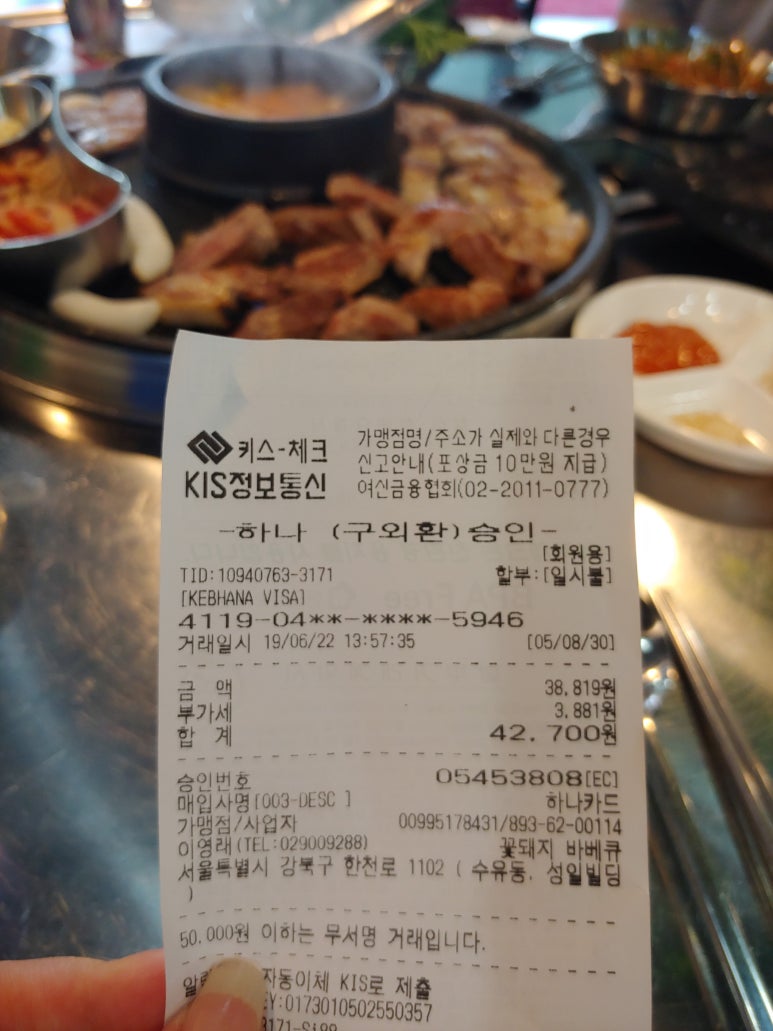 키스-체크
KIS정보통신
가맹점명/주소가 실제와 다른경우
신고안내(포상금 10만원 지급)
여신금융협회(02-2011-0777)
-하나 (구외환)승인-
[회원용]
TID:10940763-3171 할부:[일시불]
[KEBHANA VISA]
4119-04**-****-5946
거래일시 19/06/22 13:57:35 [05/08/30]
금 액 38,819원
부가세 3,881원
합 계 42,700원
승인번호 05453808[EC]
매입사명[003-DESC ] 하나카드
가맹점/사업자 00995178431/893-62-00114
이영래(TEL:029009288) 꽃돼지 바베큐
서울특별시 강북구 한천로 1102 ( 수유동, 성일빌딩
)
50,000원 이하는 무서명 거래입니다.
자동이체 KIS로 제출
EY:0173010502550357